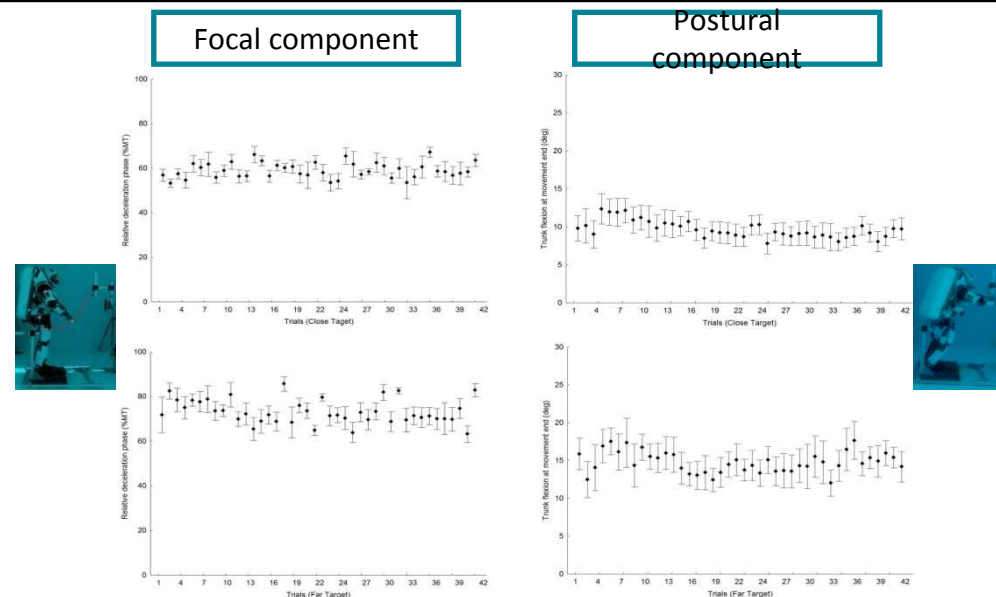 Focal component
Postural
component
100
80
60
40
20
0
Relative deceleration phase (%MT)
1 4 7 10 13 16 19 21 24 27 30 33 36 39 42
Trials (Close Taget)
30
25
20
15
10
5
0
Trunk flexion at movement end (deg)
1 4 7 10 13 16 19 21 24 27 30 33 36 39 42
Trials (Close Target)
100
80
60
40
20
0
Relative deceleration phase (%MT)
1 4 7 10 13 16 19 21 24 27 30 33 36 39 42
Trials (Far Target)
30
25
20
15
10
5
0
Trunk flexion at movement end (deg)
1 4 7 10 13 16 19 21 24 27 30 33 36 39 42
Trials (Far Target)